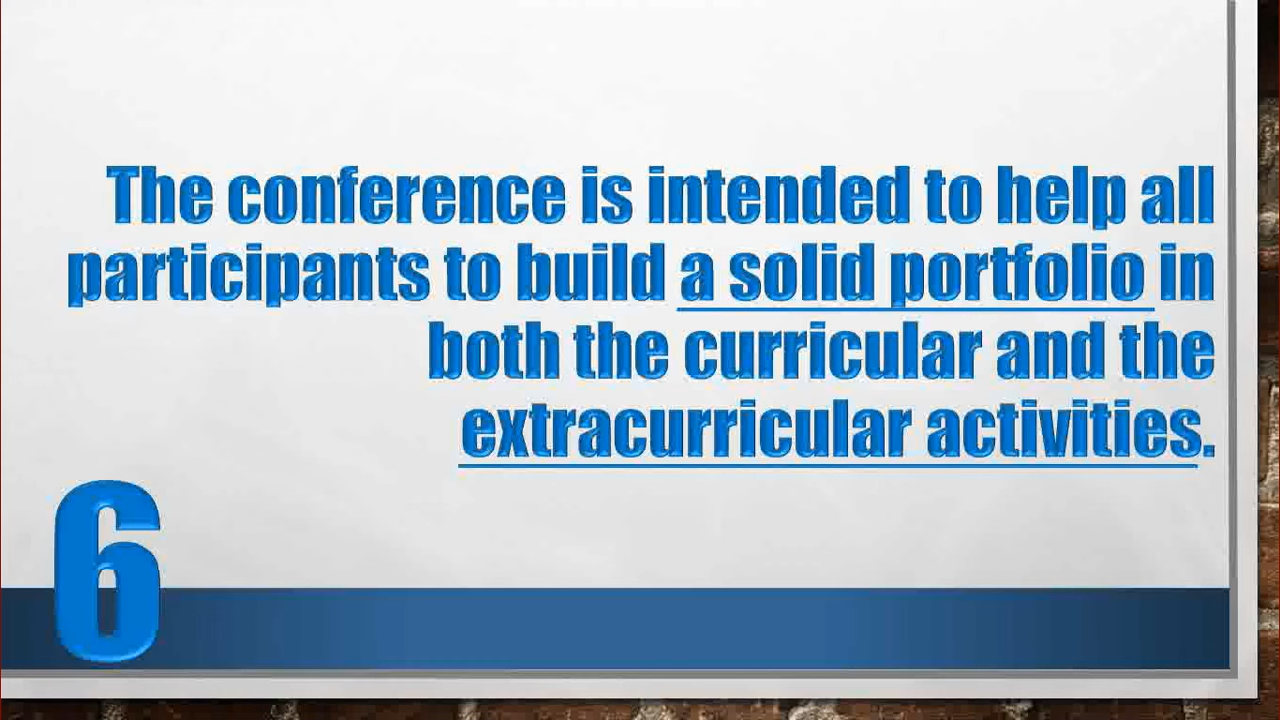 The conference is intended to help all
participants to build a solid portfolio in
both the curricular and the
extracurricular activities.
6